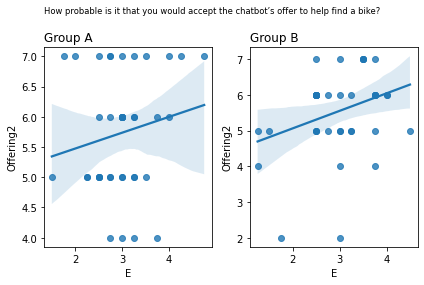 How probable is it that you would accept the chatbot's offer to help find a bike?
Group A
Group B
7.0
6.5
6.0
5.5
5.0
4.5
4.0
Offering2
2
3
4
E
7
6
5
4
3
2
Offering2
2
3
4
E